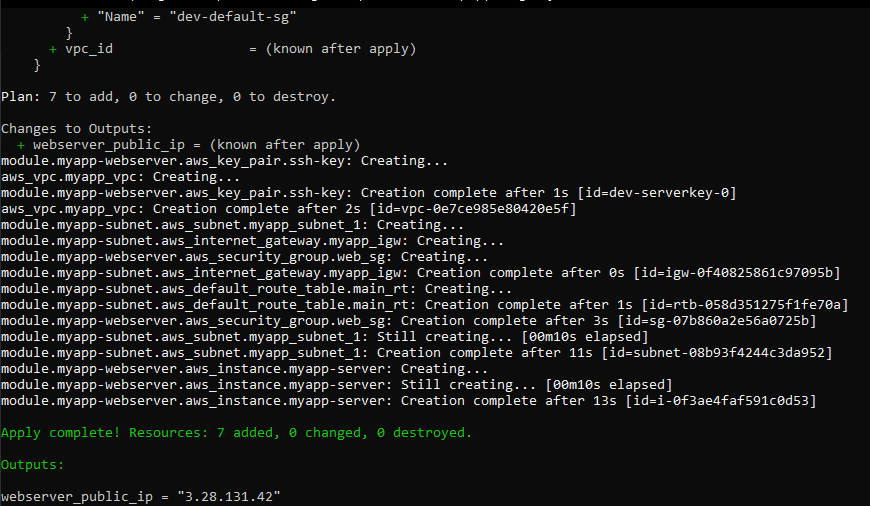 + "Name" = "dev-default-sg"
}
+ vpc_id = (known after apply)
}
Plan: 7 to add, 0 to change, 0 to destroy.
Changes to Outputs:
+ webserver_public_ip = (known after apply)
module.myapp-webserver.aws_key_pair.ssh-key: Creating...
aws_vpc.myapp_vpc: Creating...
module.myapp-webserver.aws_key_pair.ssh-key: Creation complete after 1s [id=dev-serverkey-0]
aws_vpc.myapp_vpc: Creation complete after 2s [id=vpc-0e7ce985e80420e5f]
module.myapp-subnet.aws_subnet.myapp_subnet_1: Creating...
module.myapp-subnet.aws_internet_gateway.myapp_igw: Creating...
module.myapp-webserver.aws_security_group.web_sg: Creating...
module.myapp-subnet.aws_internet_gateway.myapp_igw: Creation complete after 0s [id=igw-0f40825861c97095b]
module.myapp-subnet.aws_default_route_table.main_rt: Creating...
module.myapp-subnet.aws_default_route_table.main_rt: Creation complete after 1s [id=rtb-058d351275f1fe70a]
module.myapp-webserver.aws_security_group.web_sg: Creation complete after 3s [id=sg-07b860a2e56a0725b]
module.myapp-subnet.aws_subnet.myapp_subnet_1: Still creating... [00m10s elapsed]
module.myapp-subnet.aws_subnet.myapp_subnet_1: Creation complete after 11s [id=subnet-08b93f4244c3da952]
module.myapp-webserver.aws_instance.myapp-server: Creating...
module.myapp-webserver.aws_instance.myapp-server: Still creating... [00m10s elapsed]
module.myapp-webserver.aws_instance.myapp-server: Creation complete after 13s [id=i-0f3ae4faf591c0d53]
Apply complete! Resources: 7 added, 0 changed, 0 destroyed.
Outputs:
webserver_public_ip = "3.28.131.42"